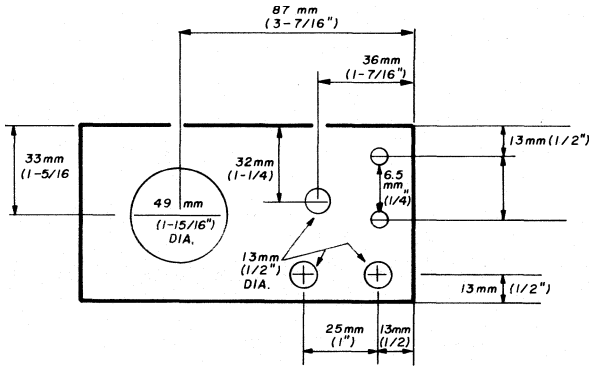 87 mm
(3-7/16")
36mm
(1-7/16")
33mm
(1-5/16
32mm
(1-1/4)
13mm (1/2")
6.5
mm
(1/4)"
49 mm
(1-15/16")
DIA.
13mm
(1/2")
DIA.
13mm (1/2")
25mm
(1")
13mm
(1/2)